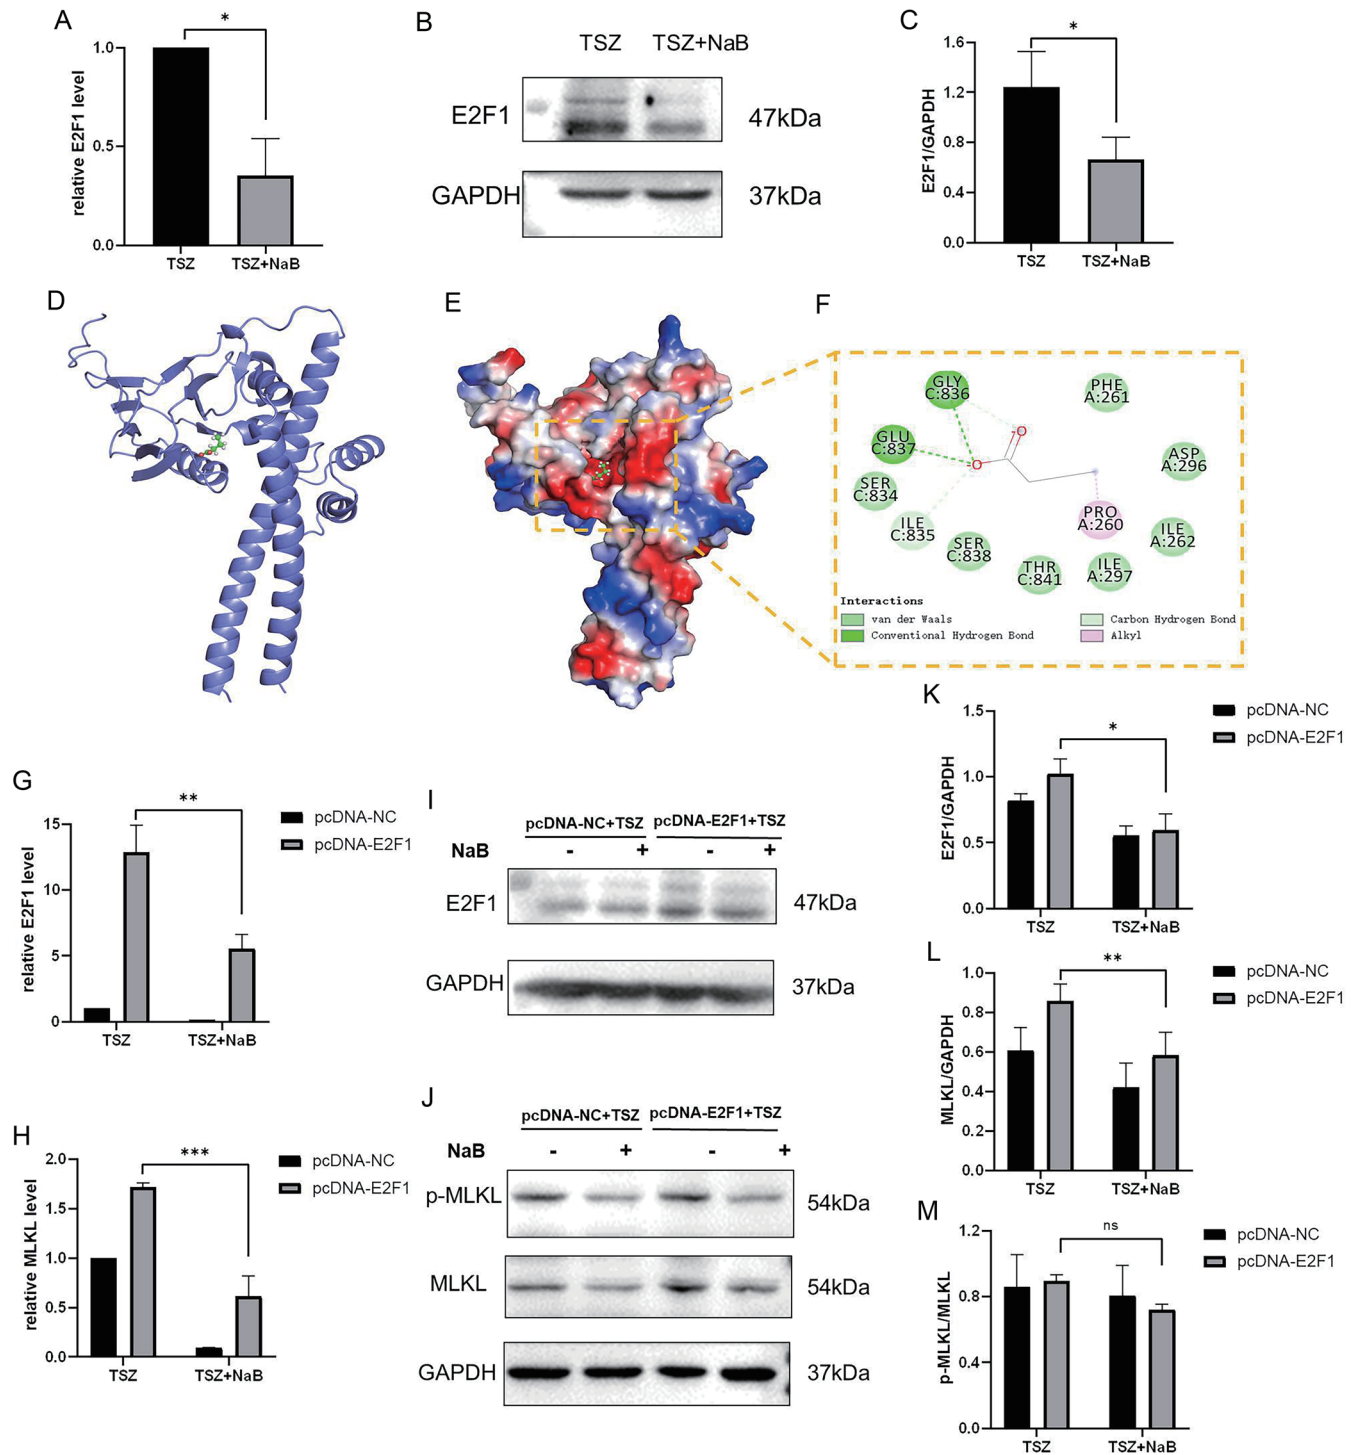 A
*
relative E2F1 level
1.0
0.5
0.0
TSZ
TSZ+NaB
B
TSZ TSZ+NaB
E2F1
47kDa
GAPDH
37kDa
C
*
E2F1/GAPDH
1.6
1.2
0.8
0.4
0.0
TSZ
TSZ+NaB
D
E
F
GLY
C:836
PHE
A:261
O
GLU
C:837
O
ASP
A:296
SER
C:834
PRO
A:260
ILE
C:835
ILE
A:262
SER
C:838
THR
C:841
ILE
A:297
Interactions
van der Waals
Conventional Hydrogen Bond
Carbon Hydrogen Bond
Alkyl
G
pcDNA-NC
pcDNA-E2F1
**
relative E2F1 level
15
10
5
0
TSZ
TSZ+NaB
H
pcDNA-NC
pcDNA-E2F1
***
relative MLKL level
2.0
1.5
1.0
0.5
0.0
TSZ
TSZ+NaB
I
pcDNA-NC+TSZ pcDNA-E2F1+TSZ
NaB - + - +
E2F1
47kDa
GAPDH
37kDa
J
pcDNA-NC+TSZ pcDNA-E2F1+TSZ
NaB - + - +
p-MLKL
54kDa
MLKL
54kDa
GAPDH
37kDa
K
pcDNA-NC
pcDNA-E2F1
*
E2F1/GAPDH
1.5
1.0
0.5
0.0
TSZ
TSZ+NaB
L
pcDNA-NC
pcDNA-E2F1
**
MLKL/GAPDH
1.0
0.8
0.6
0.4
0.2
0.0
TSZ
TSZ+NaB
M
pcDNA-NC
pcDNA-E2F1
ns
p-MLKL/MLKL
1.2
0.8
0.4
0.0
TSZ
TSZ+NaB